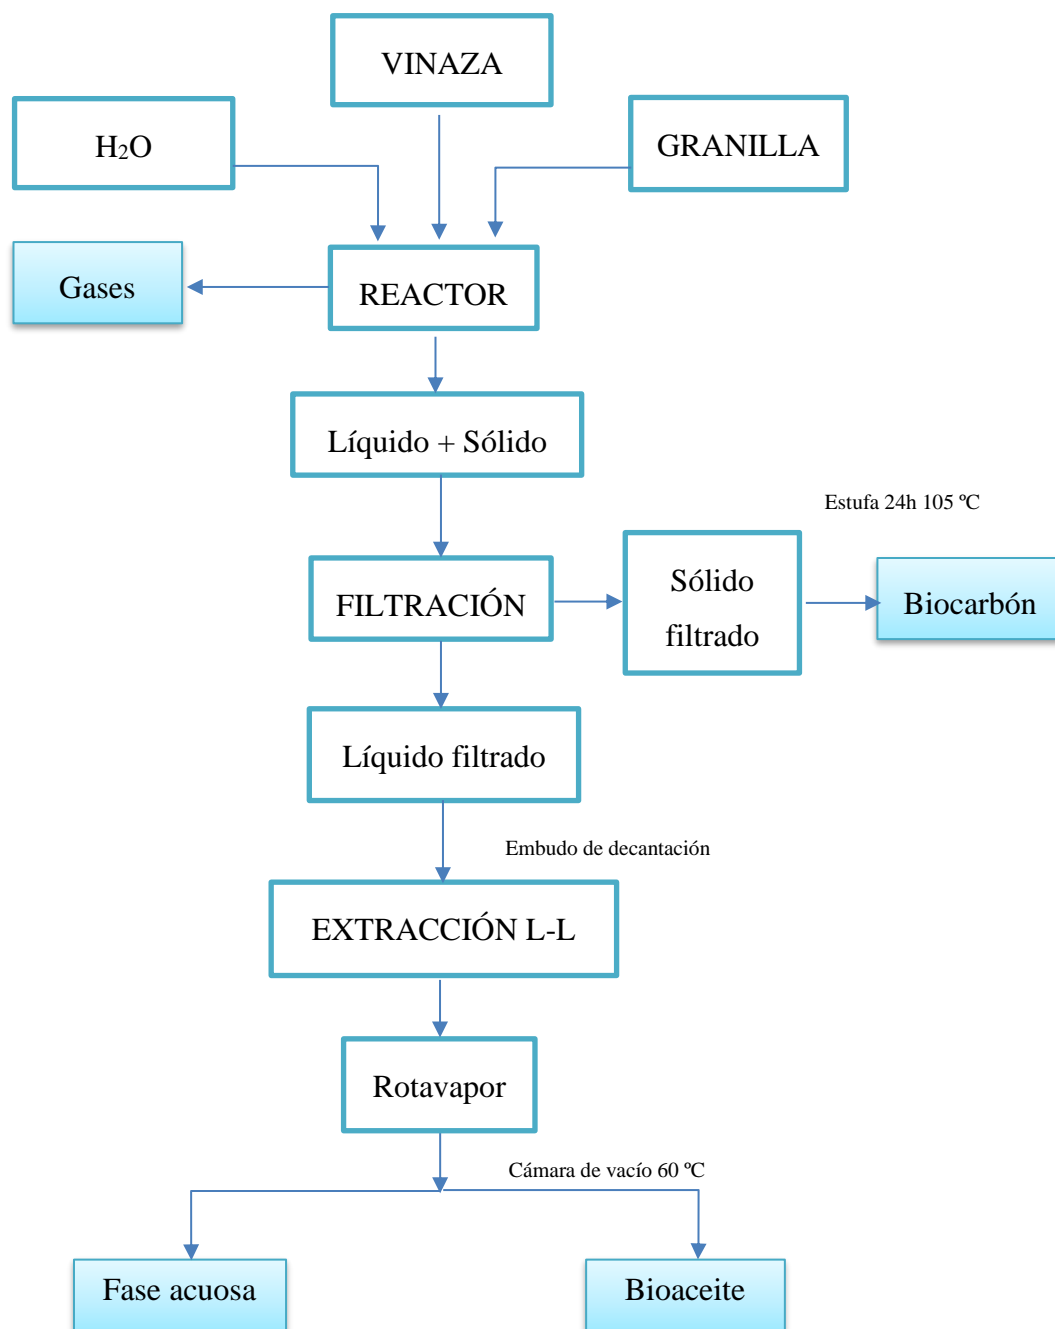 VINAZA
H₂O
GRANILLA
Gases
REACTOR
Líquido + Sólido
Estufa 24h 105 ºC
FILTRACIÓN
Sólido
filtrado
Biocarbón
Líquido filtrado
Embudo de decantación
EXTRACCIÓN L-L
Rotavapor
Cámara de vacío 60 ºC
Fase acuosa
Bioaceite